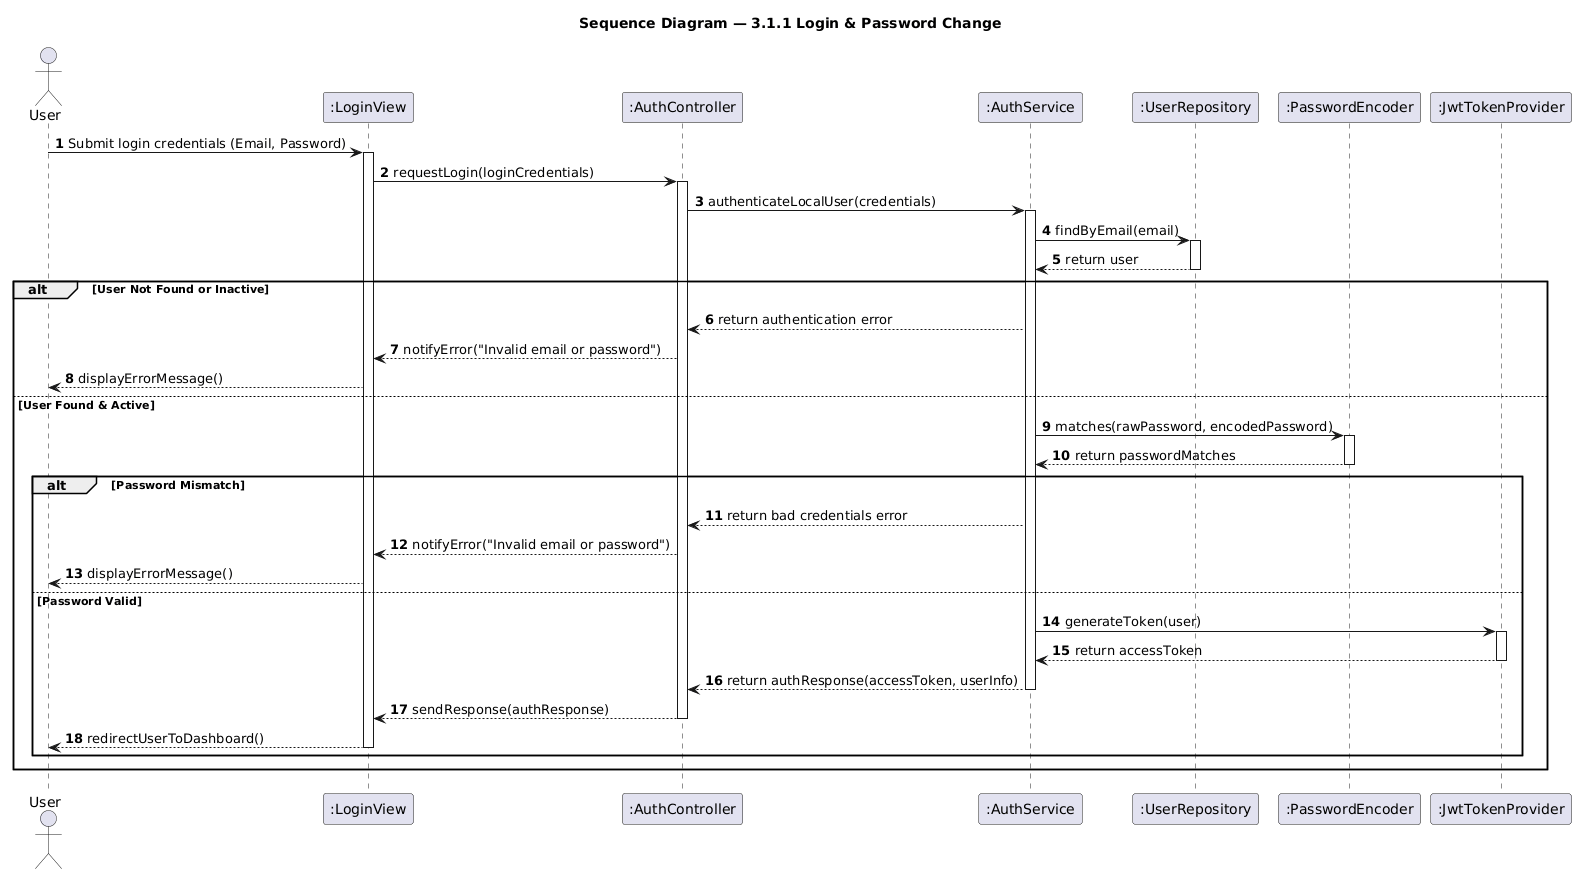 Sequence Diagram — 3.1.1 Login & Password Change
User
:LoginView
:AuthController
:AuthService
:UserRepository
:PasswordEncoder
:JwtTokenProvider
1 Submit login credentials (Email, Password)
2 requestLogin(loginCredentials)
3 authenticateLocalUser(credentials)
4 findByEmail(email)
5 return user
alt [User Not Found or Inactive]
6 return authentication error
7 notifyError("Invalid email or password")
8 displayErrorMessage()
[User Found & Active]
9 matches(rawPassword, encodedPassword)
10 return passwordMatches
alt [Password Mismatch]
11 return bad credentials error
12 notifyError("Invalid email or password")
13 displayErrorMessage()
[Password Valid]
14 generateToken(user)
15 return accessToken
16 return authResponse(accessToken, userInfo)
17 sendResponse(authResponse)
18 redirectUserToDashboard()
User
:LoginView
:AuthController
:AuthService
:UserRepository
:PasswordEncoder
:JwtTokenProvider